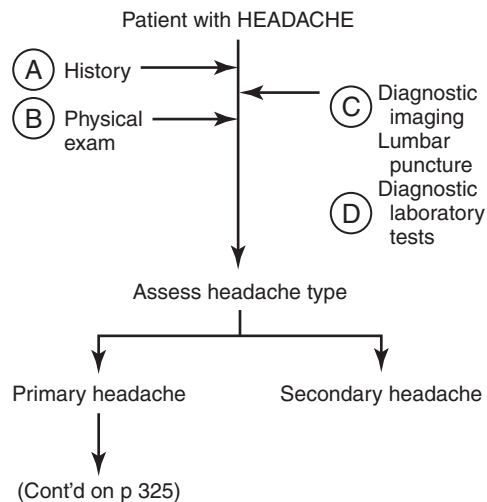 Patient with HEADACHE
A History
B Physical
exam
C Diagnostic
imaging
Lumbar
puncture
D Diagnostic
laboratory
tests
Assess headache type
Primary headache
Secondary headache
(Cont'd on p 325)